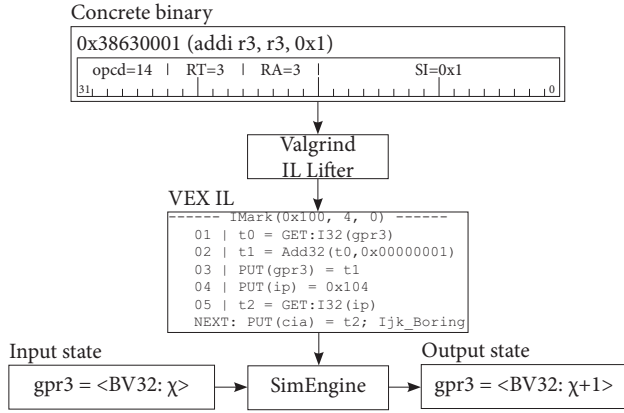 Concrete binary
0x38630001 (addi r3, r3, 0x1)
opcd=14 | RT=3 | RA=3 | SI=0x1
31 0
Valgrind
IL Lifter
VEX IL
------ IMark(0x100, 4, 0) ------
01 | t0 = GET:I32(gpr3)
02 | t1 = Add32(t0,0x00000001)
03 | PUT(gpr3) = t1
04 | PUT(ip) = 0x104
05 | t2 = GET:I32(ip)
NEXT: PUT(cia) = t2; Ijk_Boring
Input state
Output state
gpr3 = <BV32: χ>
SimEngine
gpr3 = <BV32: χ+1>